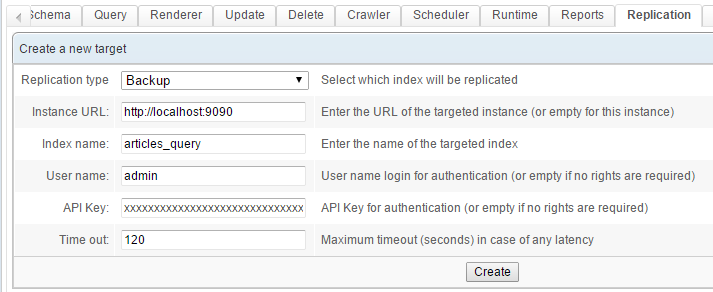 Schema Query Renderer Update Delete Crawler Scheduler Runtime Reports Replication
Create a new target
Replication type Backup Select which index will be replicated
Instance URL: http://localhost:9090 Enter the URL of the targeted instance (or empty for this instance)
Index name: articles_query Enter the name of the targeted index
User name: admin User name login for authentication (or empty if no rights are required)
API Key: xxxxxxxxxxxxxxxxxxxxxxxxxxxxxx API Key for authentication (or empty if no rights are required)
Time out: 120 Maximum timeout (seconds) in case of any latency
Create